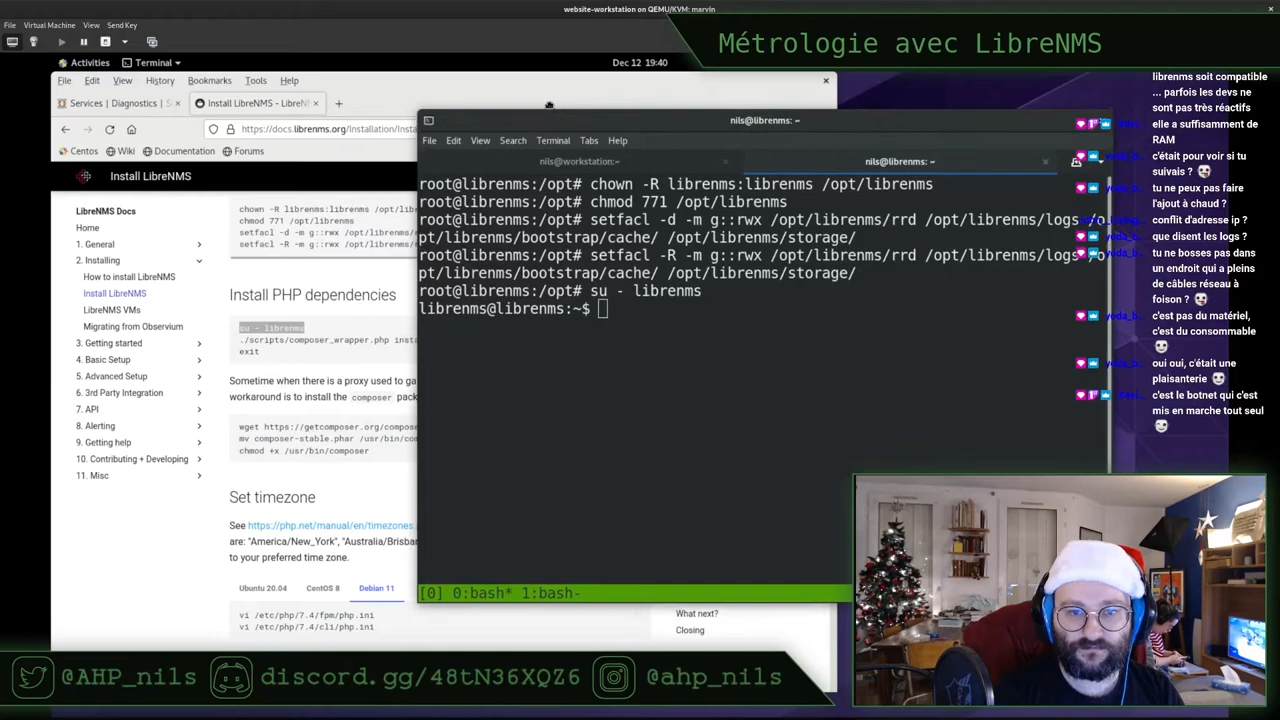 website-workstation on QEMU/KVM: marvin
File Virtual Machine View Send Key
Métrologie avec LibreNMS
Activities Terminal Dec 12 19:40
File Edit View History Bookmarks Tools Help
Services | Diagnostics |
Install LibreNMS - LibreN
https://docs.librenms.org/Installation/Insta
Centos Wiki Documentation Forums
Install LibreNMS
LibreNMS Docs
Home
1. General
2. Installing
How to install LibreNMS
Install LibreNMS
LibreNMS VMs
Migrating from Observium
3. Getting started
4. Basic Setup
5. Advanced Setup
6. 3rd Party Integration
7. API
8. Alerting
9. Getting help
10. Contributing + Developing
11. Misc
chown -R librenms:librenms /opt/
chmod 771 /opt/librenms
setfacl -d -m g::rwx /opt/libren
setfacl -R -m g::rwx /opt/libren
Install PHP dependencies
su - librenms
./scripts/composer_wrapper.php insta
exit
Sometime when there is a proxy used to ga
workaround is to install the composer pack
wget https://getcomposer.org/compos
mv composer-stable.phar /usr/bin/com
chmod +x /usr/bin/composer
Set timezone
See https://php.net/manual/en/timezones.
are: "America/New_York", "Australia/Brisban
to your preferred time zone.
Ubuntu 20.04 CentOS 8 Debian 11
vi /etc/php/7.4/fpm/php.ini
vi /etc/php/7.4/cli/php.ini
What next?
Closing
nils@librenms: ~
File Edit View Search Terminal Tabs Help
nils@workstation:~
nils@librenms: ~
root@librenms:/opt# chown -R librenms:librenms /opt/librenms
root@librenms:/opt# chmod 771 /opt/librenms
root@librenms:/opt# setfacl -d -m g::rwx /opt/librenms/rrd /opt/librenms/logs /o
pt/librenms/bootstrap/cache/ /opt/librenms/storage/
root@librenms:/opt# setfacl -R -m g::rwx /opt/librenms/rrd /opt/librenms/logs /o
pt/librenms/bootstrap/cache/ /opt/librenms/storage/
root@librenms:/opt# su - librenms
librenms@librenms:~$
[0] 0:bash* 1:bash-
librenms soit compatible
... parfois les devs ne
sont pas très réactifs
elle a suffisamment de
RAM
c'était pour voir si tu
suivais ?
tu ne peux pas faire
l'ajout à chaud ?
conflit d'adresse ip ?
yoda_b... que disent les logs ?
yoda_b... tu ne bosses pas dans
un endroit qui a pleins
de câbles réseau à
foison ?
yoda_b... c'est pas du matériel,
c'est du consommable
yoda_b... oui oui, c'était une
plaisanterie
c'est le botnet qui c'est
mis en marche tout seul
@AHP_nils discord.gg/48tN36XQZ6 @ahp_nils